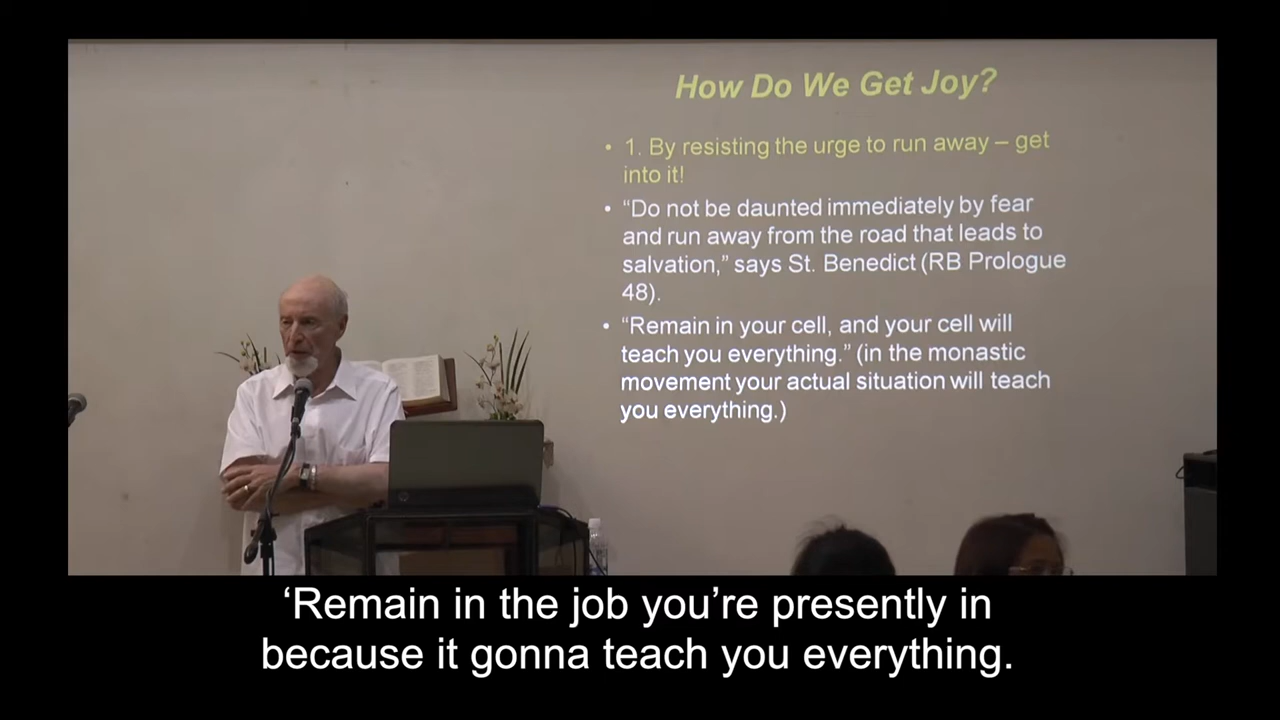 How Do We Get Joy?
• 1. By resisting the urge to run away – get
into it!
• “Do not be daunted immediately by fear
and run away from the road that leads to
salvation,” says St. Benedict (RB Prologue
48).
• “Remain in your cell, and your cell will
teach you everything.” (in the monastic
movement your actual situation will teach
you everything.)
‘Remain in the job you’re presently in
because it gonna teach you everything.